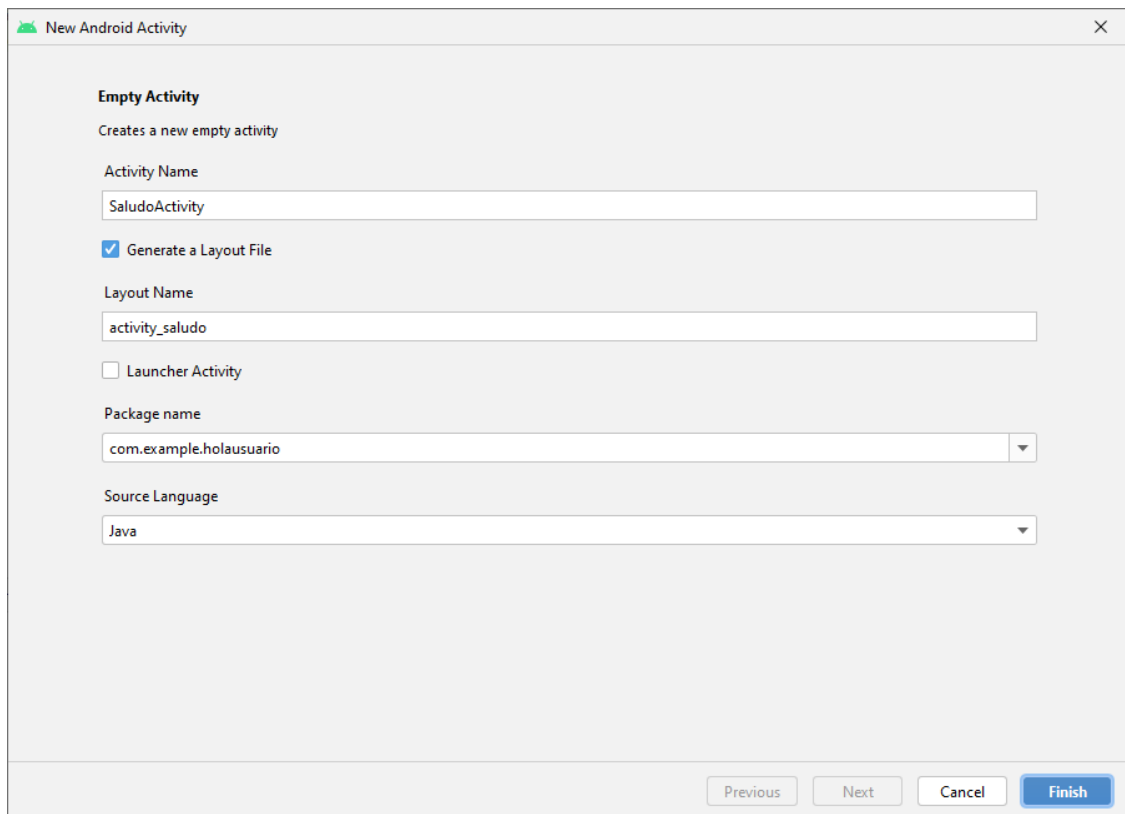 New Android Activity
Empty Activity
Creates a new empty activity
Activity Name
SaludoActivity
Generate a Layout File
Layout Name
activity_saludo
Launcher Activity
Package name
com.example.holausuario
Source Language
Java
Previous Next Cancel Finish